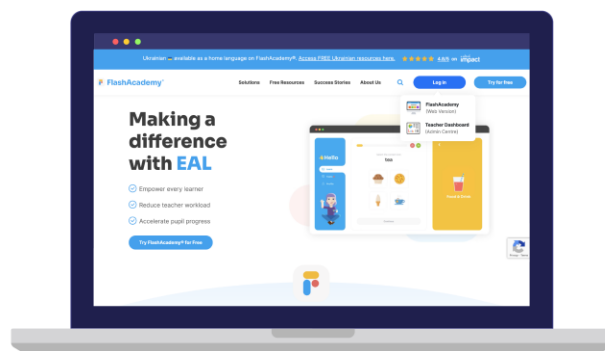 Ukrainian available as a home language on FlashAcademy®. Access FREE Ukrainian resources here. 4.8/5 on impact
FlashAcademy®
Solutions Free Resources Success Stories About Us Log in Try for free
FlashAcademy
(Web Version)
Teacher Dashboard
(Admin Centre)
Making a
difference
with EAL
Empower every learner
Reduce teacher workload
Accelerate pupil progress
Try FlashAcademy® for Free
Hello
Food & Drink